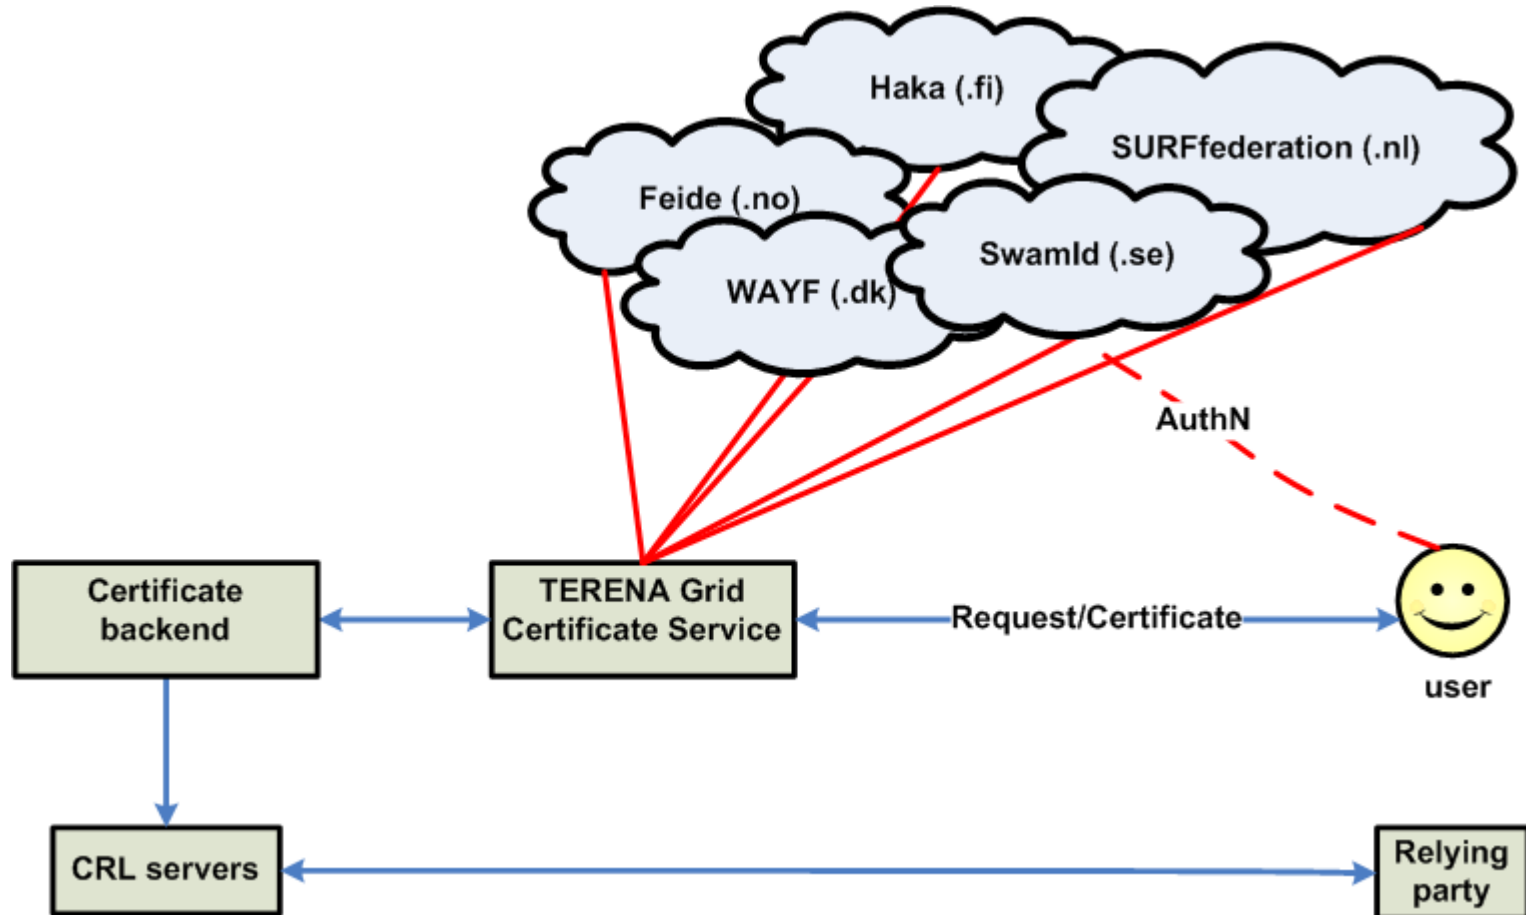 Haka (.fi)
SURFfederation (.nl)
Feide (.no)
SwamId (.se)
WAYF (.dk)
AuthN
Certificate
backend
TERENA Grid
Certificate Service
Request/Certificate
user
CRL servers
Relying
party